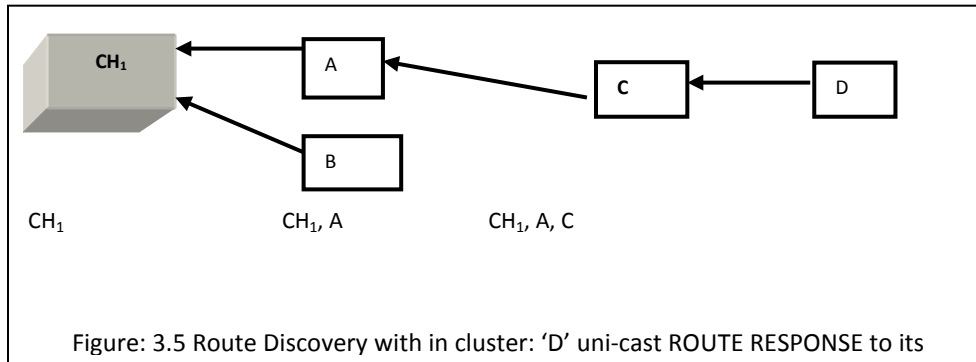 CH₁
A
C
D
B
CH₁
CH₁, A
CH₁, A, C
Figure: 3.5 Route Discovery with in cluster: ‘D’ uni-cast ROUTE RESPONSE to its